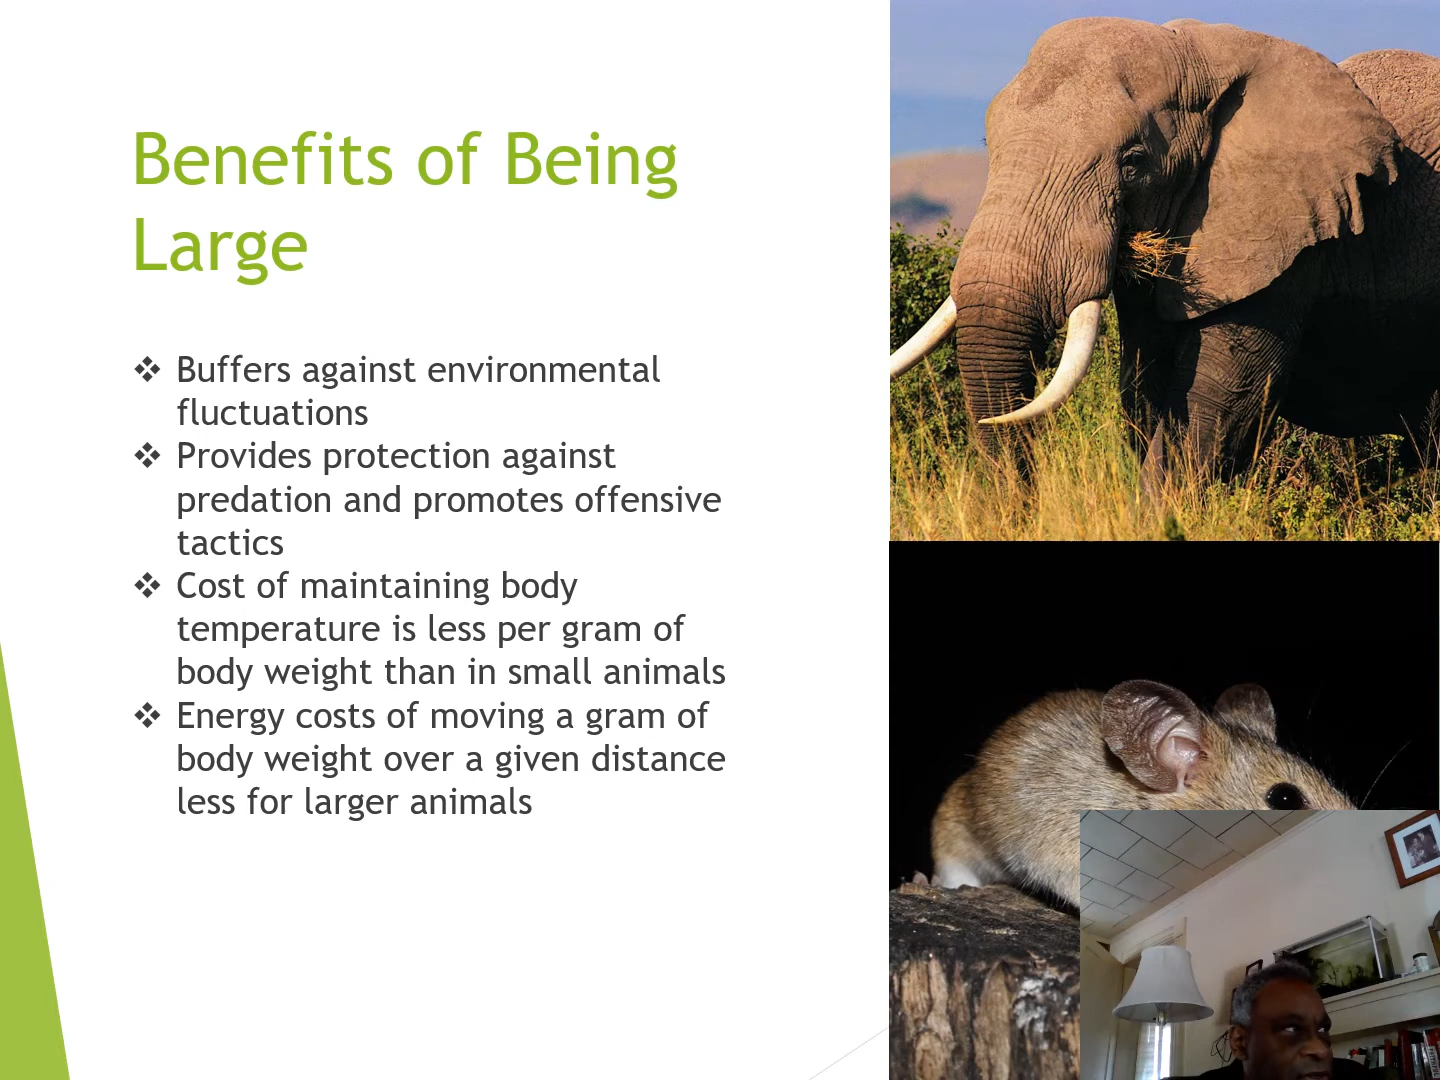 Benefits of Being
Large
❖ Buffers against environmental
fluctuations
❖ Provides protection against
predation and promotes offensive
tactics
❖ Cost of maintaining body
temperature is less per gram of
body weight than in small animals
❖ Energy costs of moving a gram of
body weight over a given distance
less for larger animals